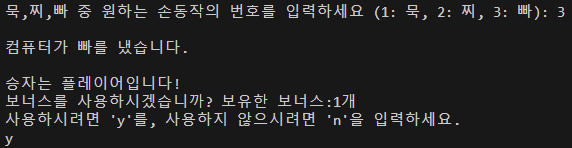 묵,찌,빠 중 원하는 손동작의 번호를 입력하세요 (1: 묵, 2: 찌, 3: 빠): 3
컴퓨터가 빠를 냈습니다.
승자는 플레이어입니다!
보너스를 사용하시겠습니까? 보유한 보너스:1개
사용하시려면 'y'를, 사용하지 않으시려면 'n'을 입력하세요.
y